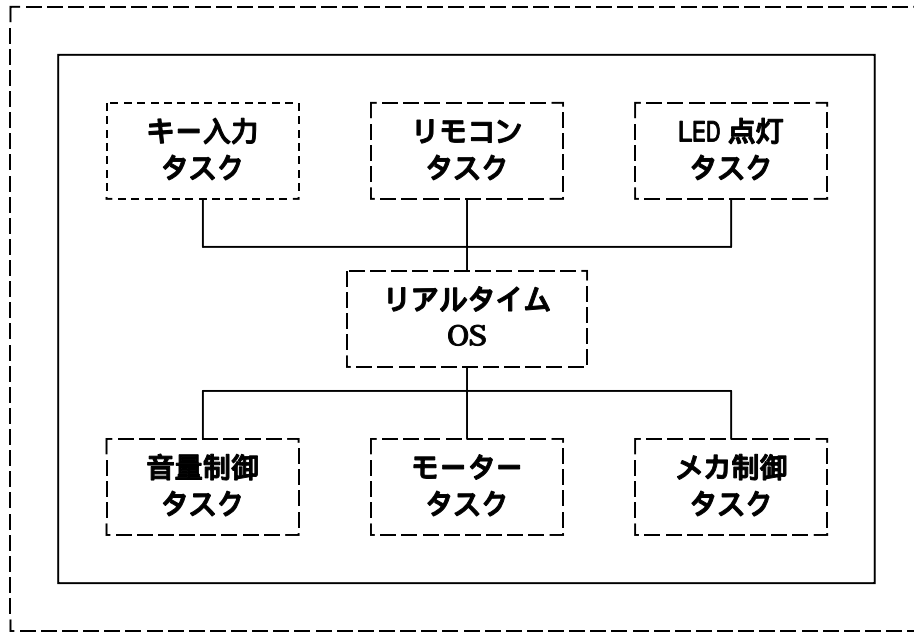 キー入力
タスク
リモコン
タスク
LED 点灯
タスク
リアルタイム
OS
音量制御
タスク
モーター
タスク
メカ制御
タスク